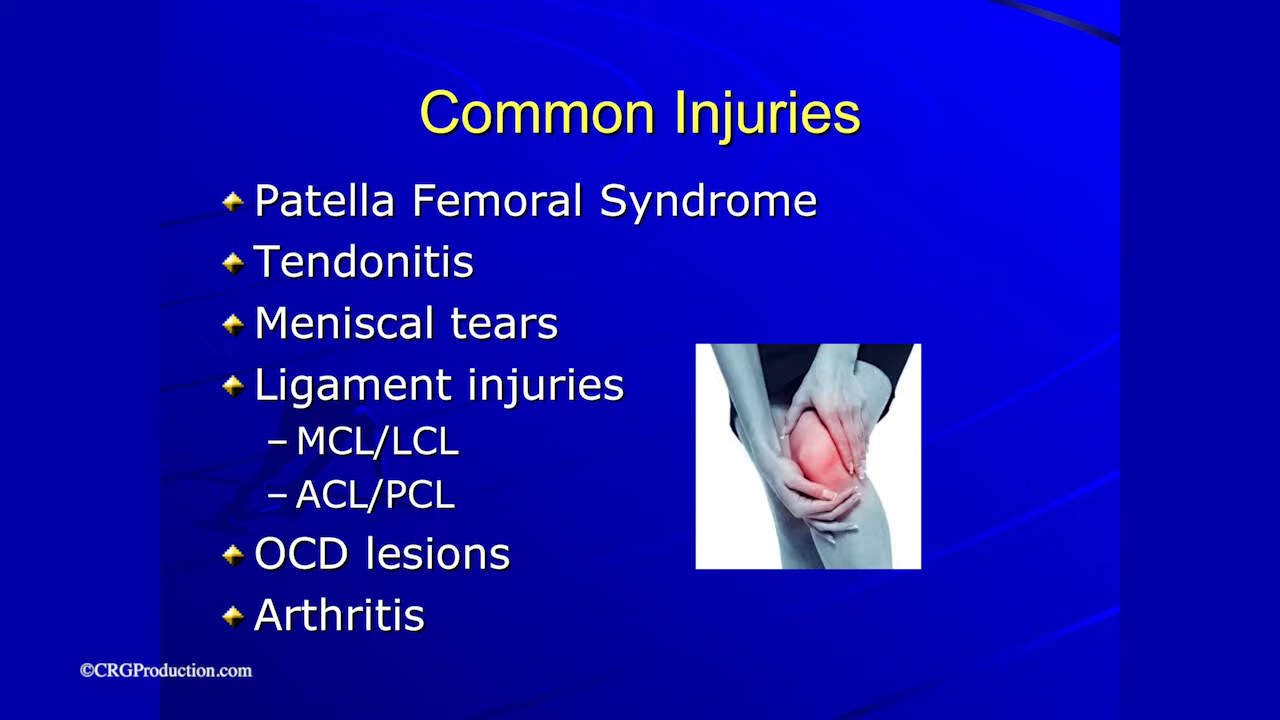 Common Injuries
Patella Femoral Syndrome
Tendonitis
Meniscal tears
Ligament injuries
– MCL/LCL
– ACL/PCL
OCD lesions
Arthritis
©CRGProduction.com